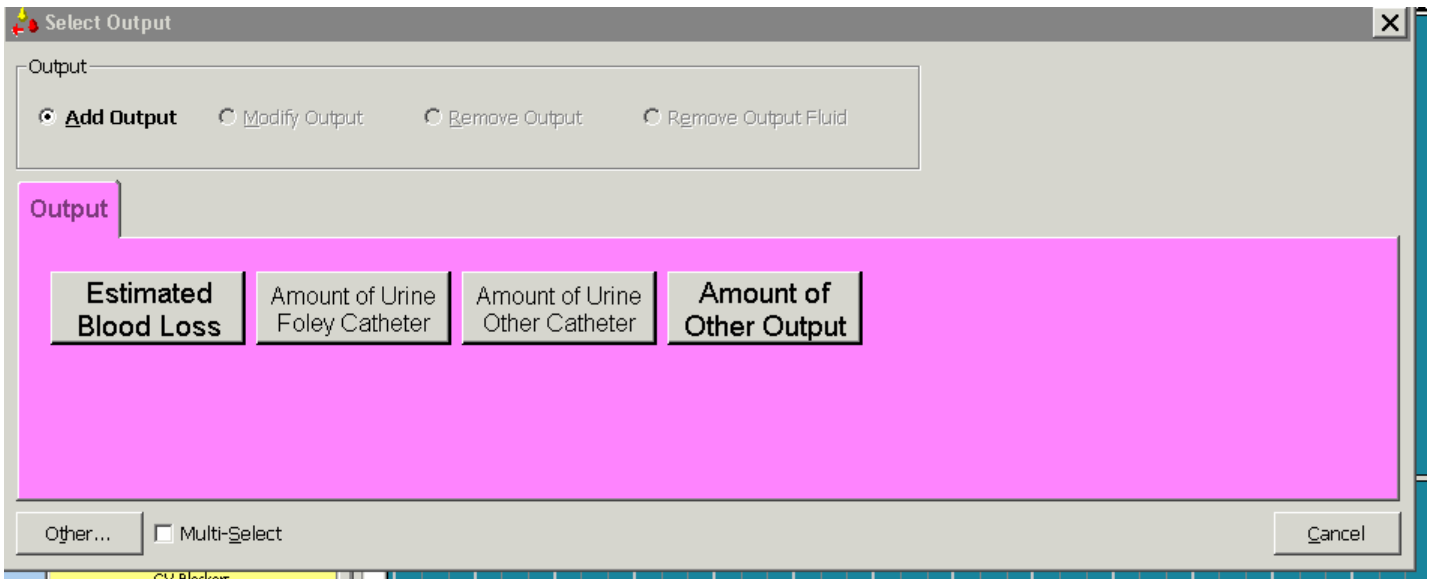 Select Output
Output
Add Output Modify Output Remove Output Remove Output Fluid
Output
Estimated
Blood Loss
Amount of Urine
Foley Catheter
Amount of Urine
Other Catheter
Amount of
Other Output
Other... Multi-Select Cancel